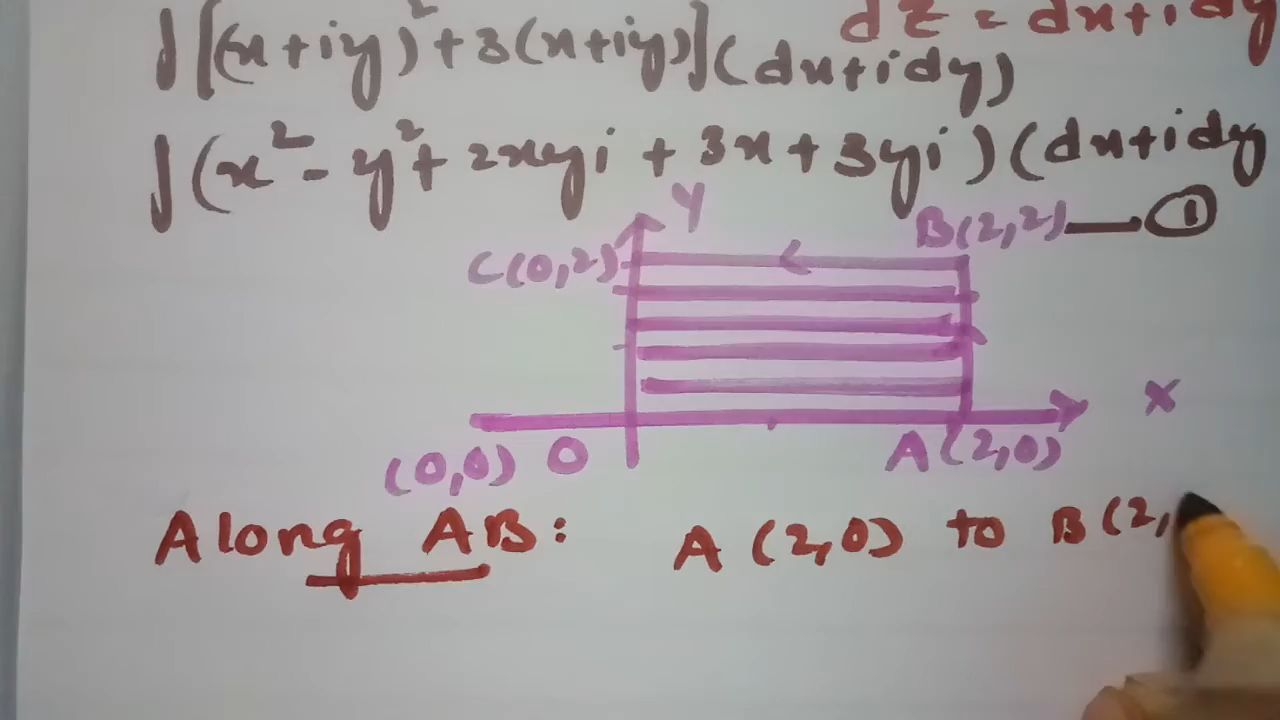 dz = dx+idy
∫[(x+iy)²+3(x+iy)](dx+idy)
∫(x²-y²+2xyi+3x+3yi)(dx+idy
Y
B(2,2) — ①
C(0,2)
X
(0,0) O A(2,0)
Along AB: A(2,0) to B(2,